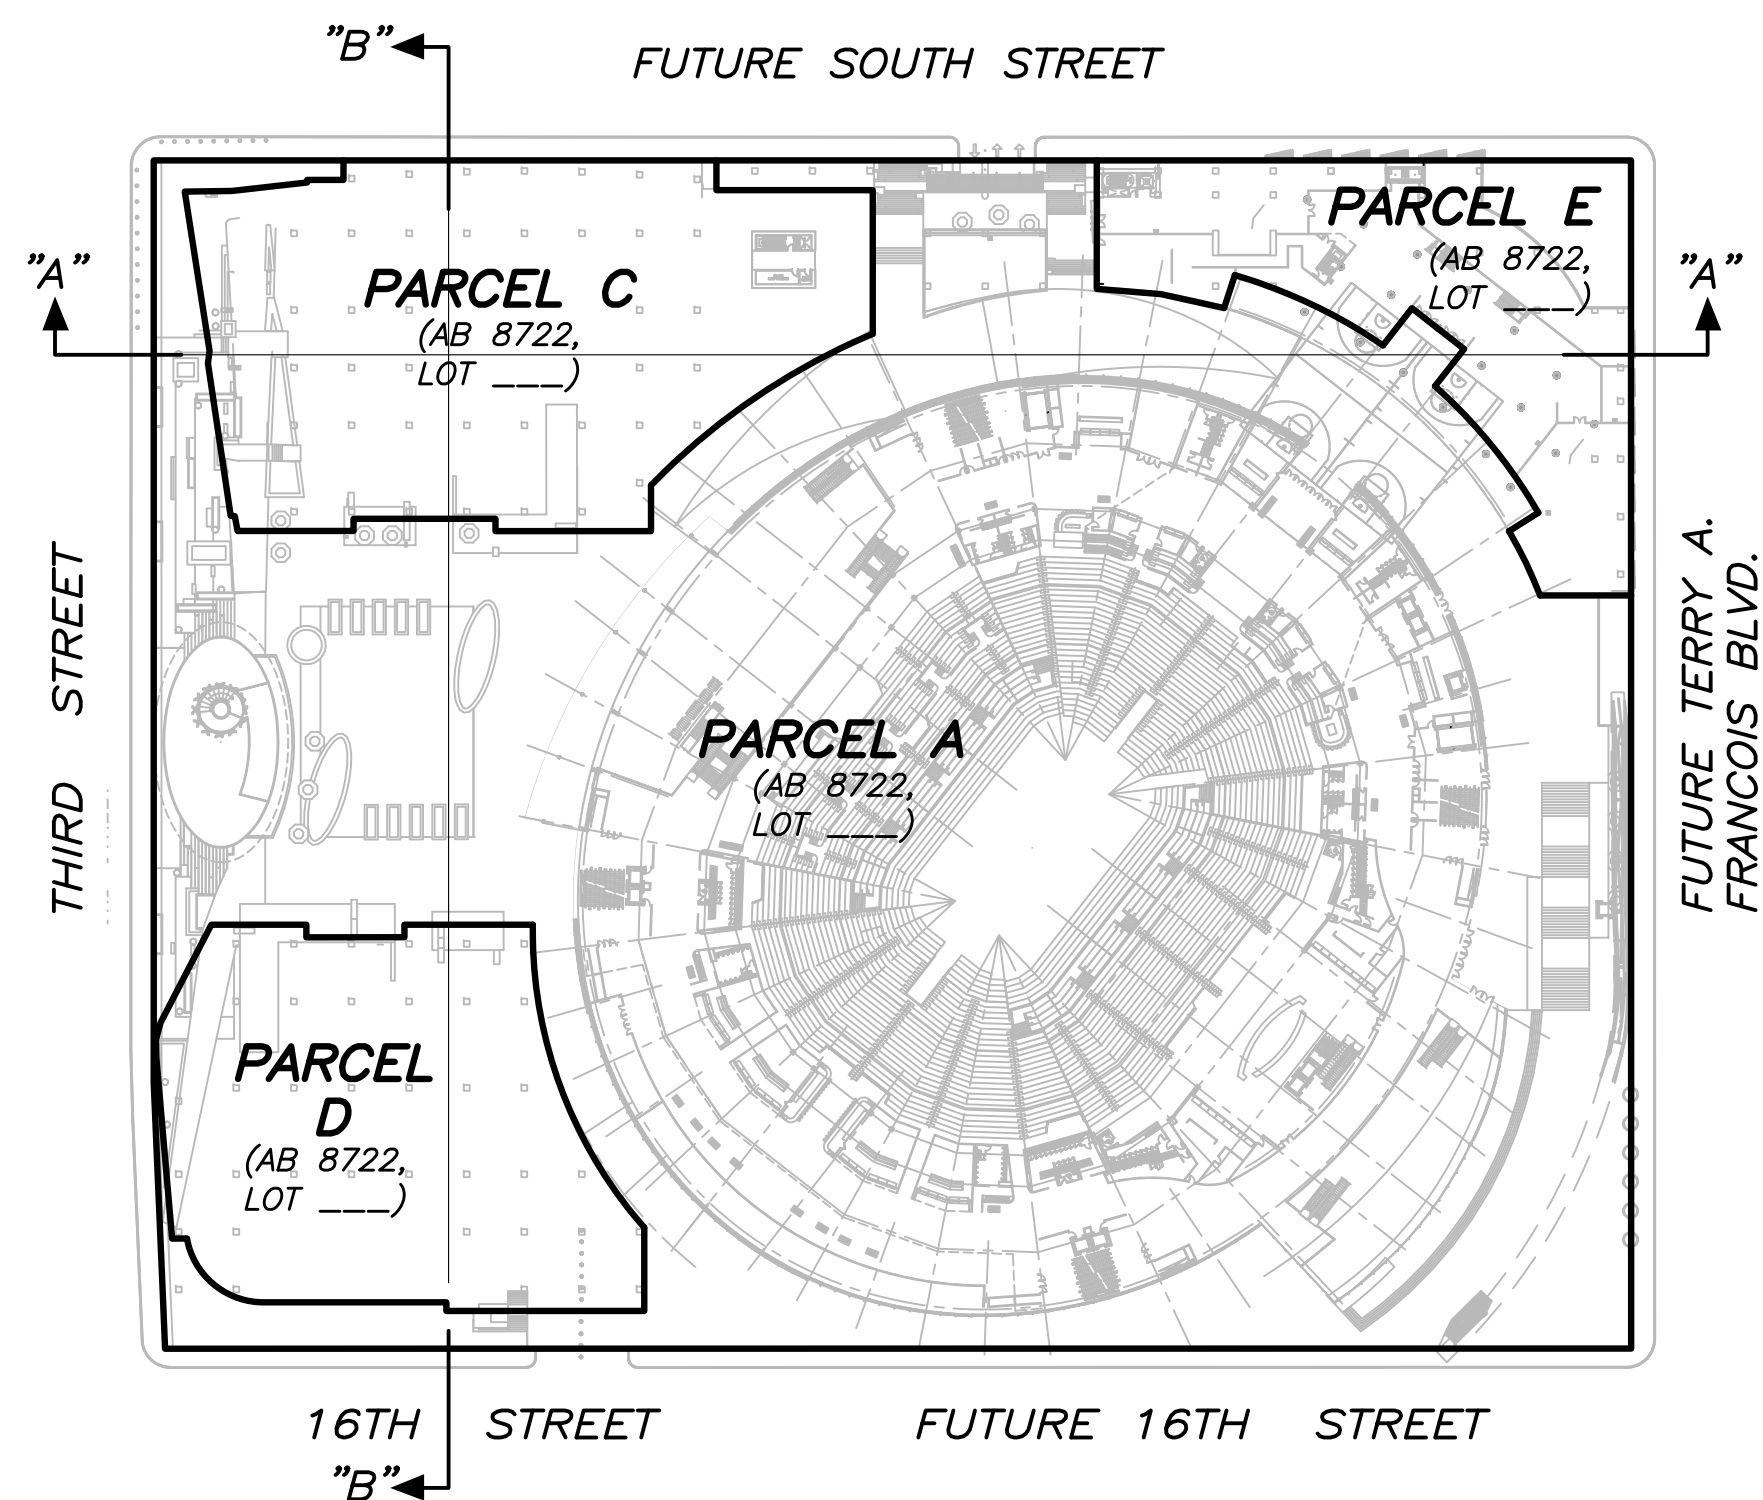 "B"
FUTURE SOUTH STREET
PARCEL E
(AB 8722,
LOT ___)
"A"
"A"
PARCEL C
(AB 8722,
LOT ___)
THIRD STREET
FUTURE TERRY A.
FRANCOIS BLVD.
PARCEL A
(AB 8722,
LOT ___)
PARCEL
D
(AB 8722,
LOT ___)
16TH STREET
FUTURE 16TH STREET
"B"